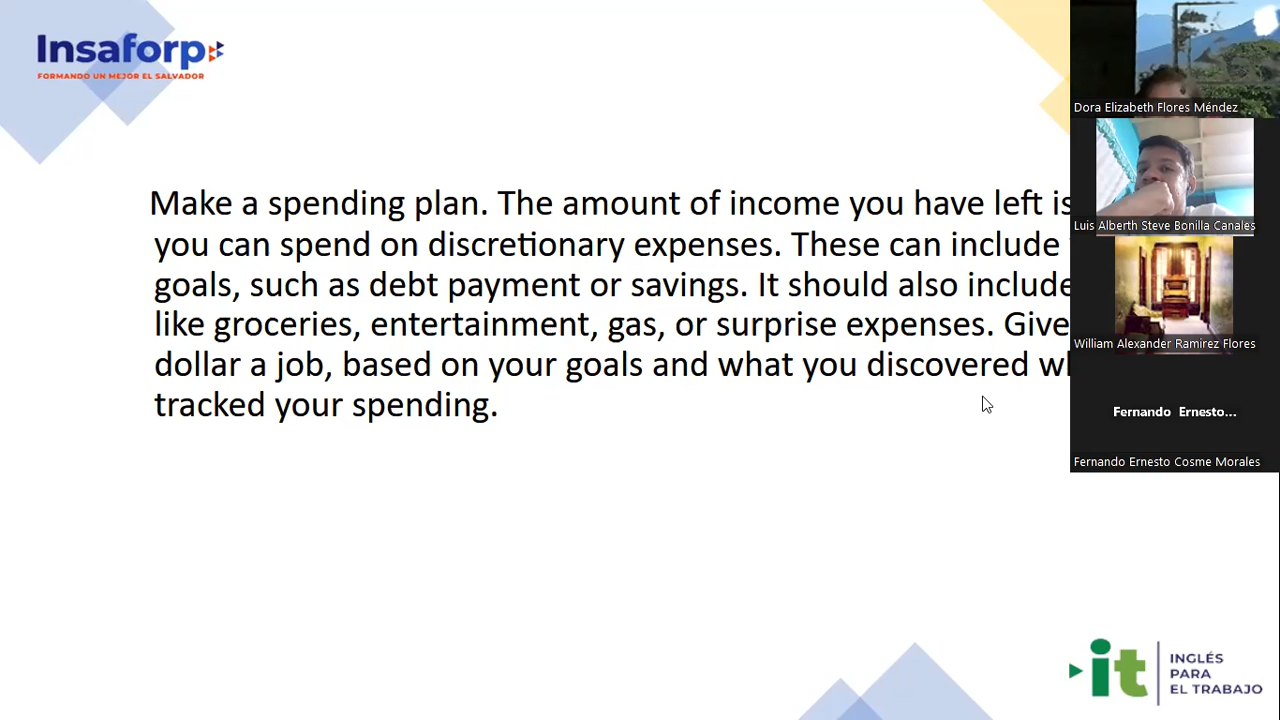 Insaforp
FORMANDO UN MEJOR EL SALVADOR
Make a spending plan. The amount of income you have left is
you can spend on discretionary expenses. These can include
goals, such as debt payment or savings. It should also include
like groceries, entertainment, gas, or surprise expenses. Give
dollar a job, based on your goals and what you discovered
tracked your spending.
Dora Elizabeth Flores Méndez
Luis Alberth Steve Bonilla Canales
William Alexander Ramirez Flores
Fernando Ernesto...
Fernando Ernesto Cosme Morales
it
INGLÉS
PARA
EL TRABAJO